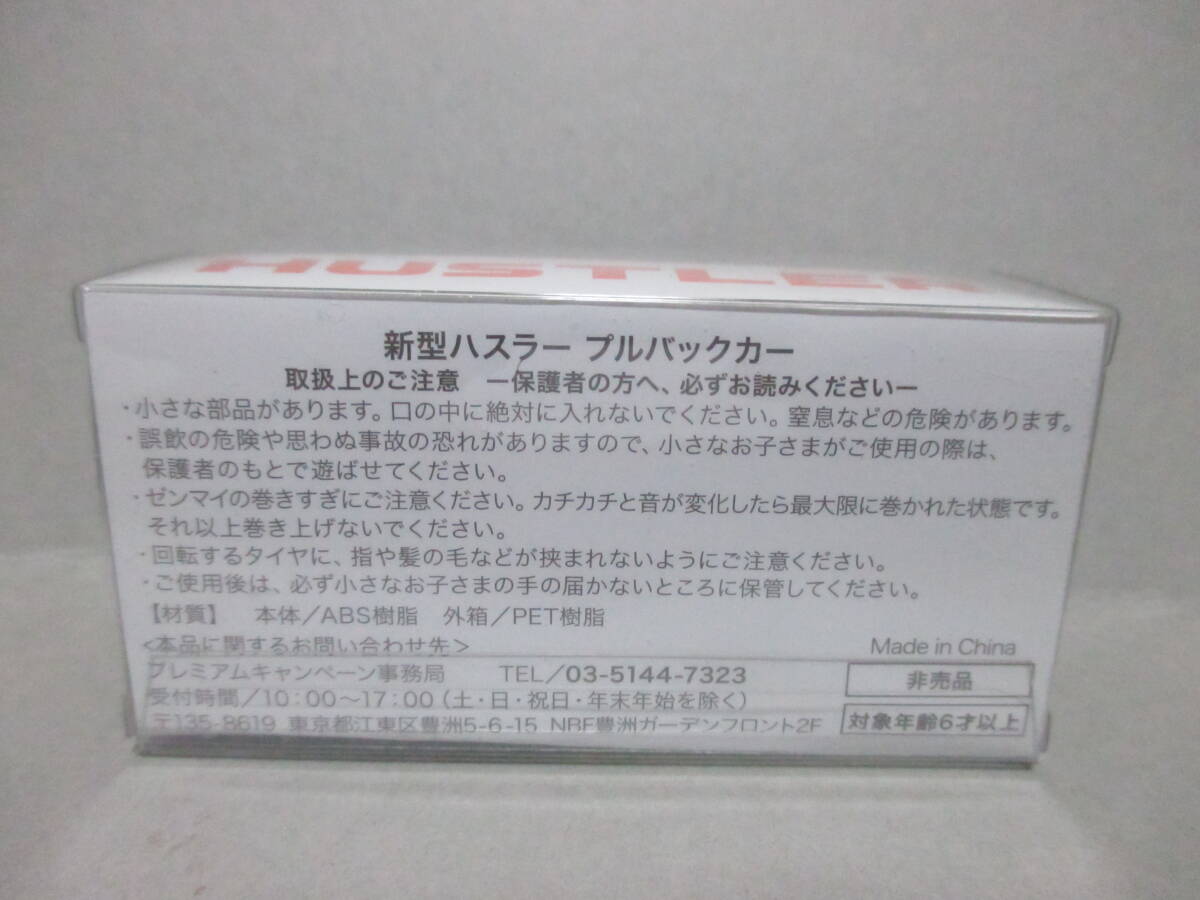 HUSTLER
新型ハスラー プルバックカー
取扱上のご注意　ー保護者の方へ、必ずお読みくださいー
・小さな部品があります。口の中に絶対に入れないでください。窒息などの危険があります。
・誤飲の危険や思わぬ事故の恐れがありますので、小さなお子さまがご使用の際は、
保護者のもとで遊ばせてください。
・ゼンマイの巻きすぎにご注意ください。カチカチと音が変化したら最大限に巻かれた状態です。
それ以上巻き上げないでください。
・回転するタイヤに、指や髪の毛などが挟まれないようにご注意ください。
・ご使用後は、必ず小さなお子さまの手の届かないところに保管してください。
【材質】　本体／ABS樹脂　外箱／PET樹脂
<本品に関するお問い合わせ先>
Made in China
プレミアムキャンペーン事務局　TEL／03-5144-7323
非売品
受付時間／10：00～17：00（土・日・祝日・年末年始を除く）
〒135-8619 東京都江東区豊洲5-6-15 NBF豊洲ガーデンフロント2F
対象年齢6才以上